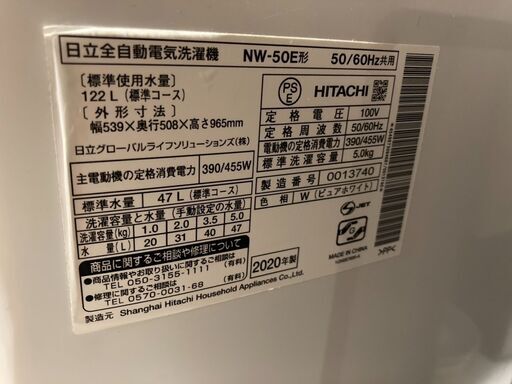 日立全自動電気洗濯機 NW-50E形 50/60Hz共用
〔標準使用水量〕
122L（標準コース）
〔外形寸法〕
幅539×奥行508×高さ965mm
日立グローバルライフソリューションズ(株)
主電動機の定格消費電力 390/455W
標準水量 47L（標準コース）
洗濯容量と水量（手動設定の水量）
洗濯容量(kg) 1.0 2.0 3.5 5.0
水量(L) 20 31 40 47
商品に関するご相談や修理について
●商品情報やお取り扱いに関するご相談は
TEL 050-3155-1111 （有料）
●修理に関するご相談は
TEL 0570-0031-68 （有料）
2020年製
製造元 Shanghai Hitachi Household Appliances Co.,Ltd.
PS
E
HITACHI
定格電圧 100V
定格周波数 50/60Hz
電動機の定格消費電力 390/455W
標準洗濯容量 5.0kg
製造番号 0013740
色相 W（ピュアホワイト）
JET
MADE IN CHINA
>PP<